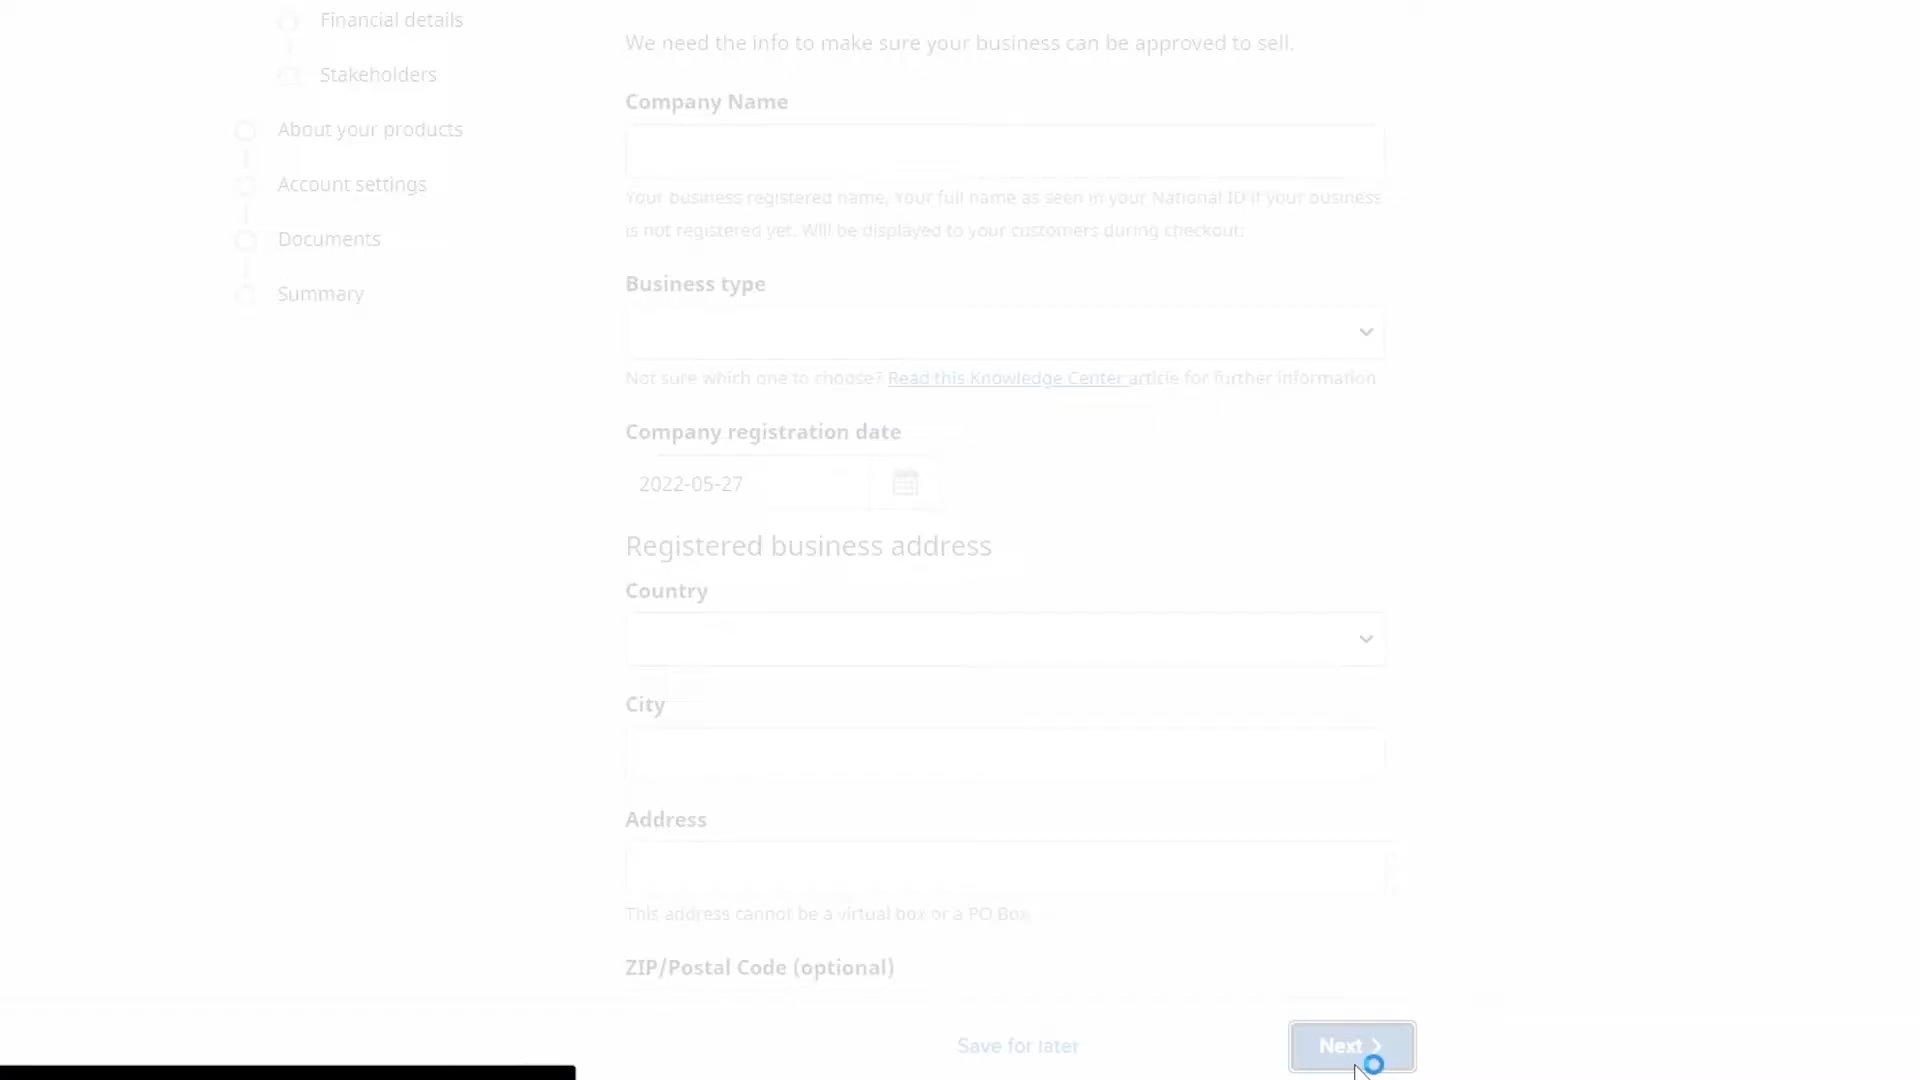 Financial details
Stakeholders
About your products
Account settings
Documents
Summary
We need the info to make sure your business can be approved to sell.
Company Name
Your business registered name. Your full name as seen in your National ID if your business
is not registered yet. Will be displayed to your customers during checkout.
Business type
Not sure which one to choose? Read this Knowledge Center article for further information
Company registration date
2022-05-27
Registered business address
Country
City
Address
This address cannot be a virtual box or a PO Box
ZIP/Postal Code (optional)
Save for later
Next